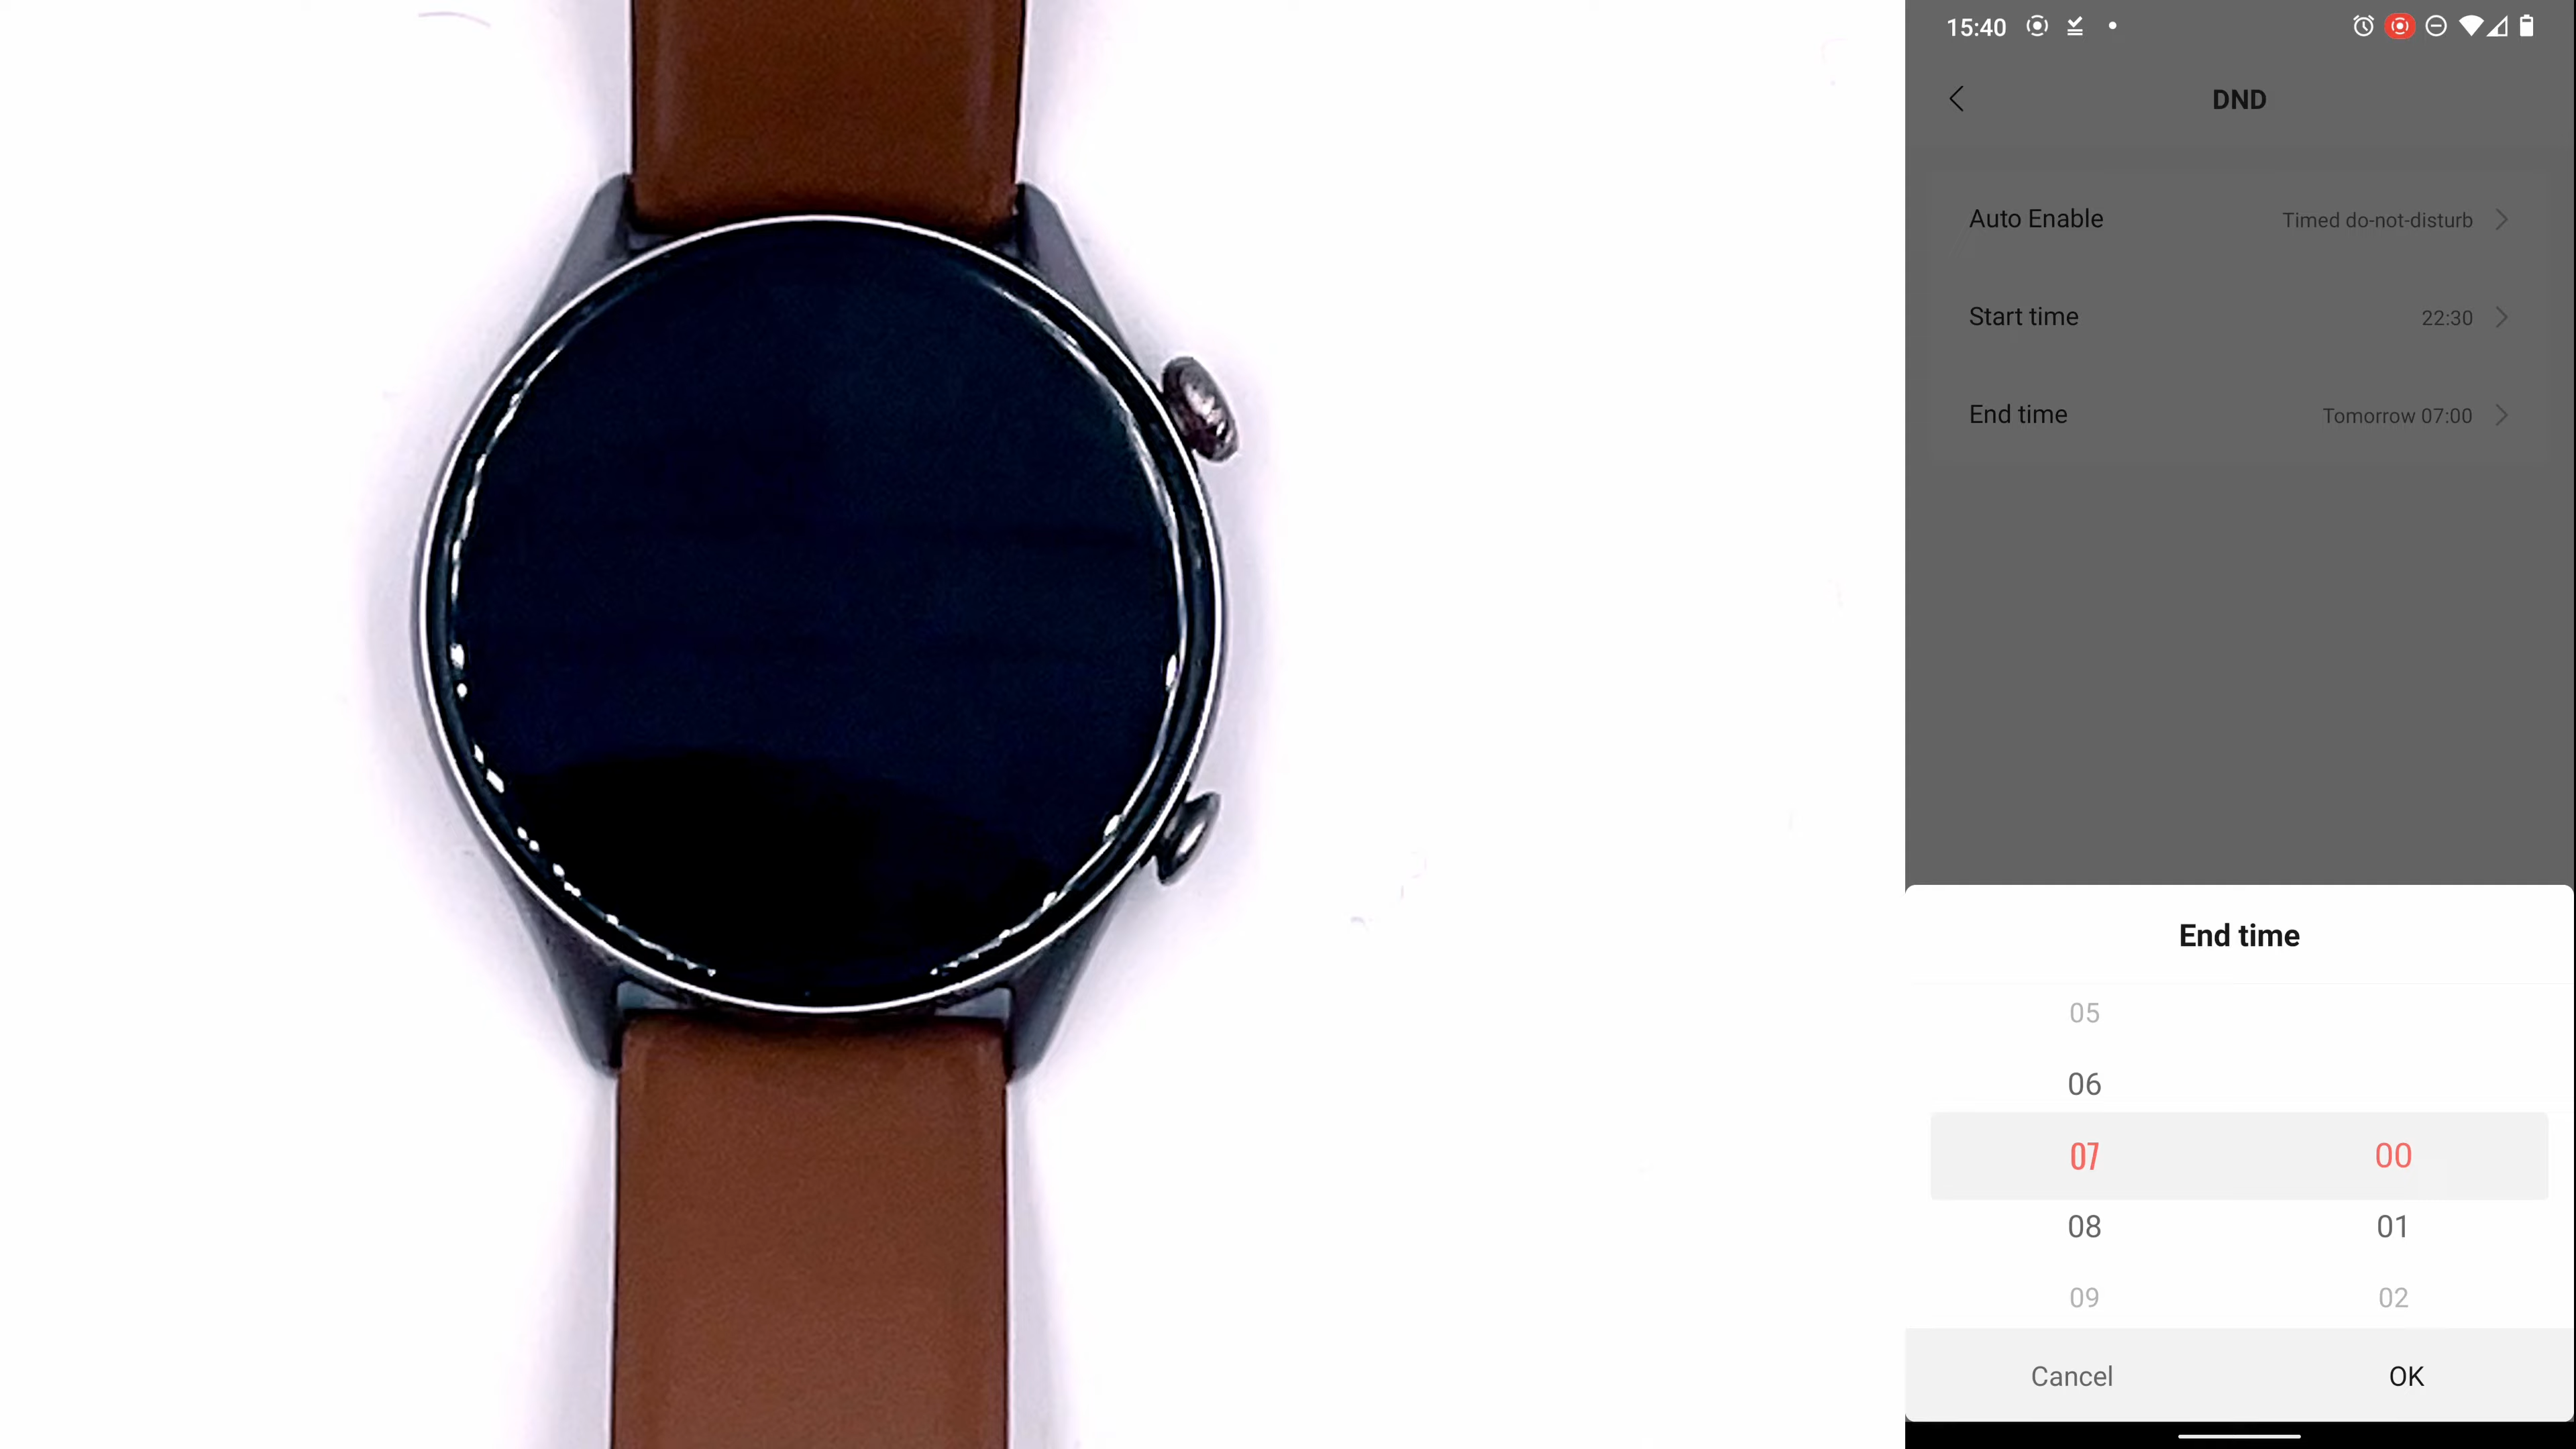 15:40
DND
Auto Enable Timed do-not-disturb
Start time 22:30
End time Tomorrow 07:00
End time
05
06
07 00
08 01
09 02
Cancel OK